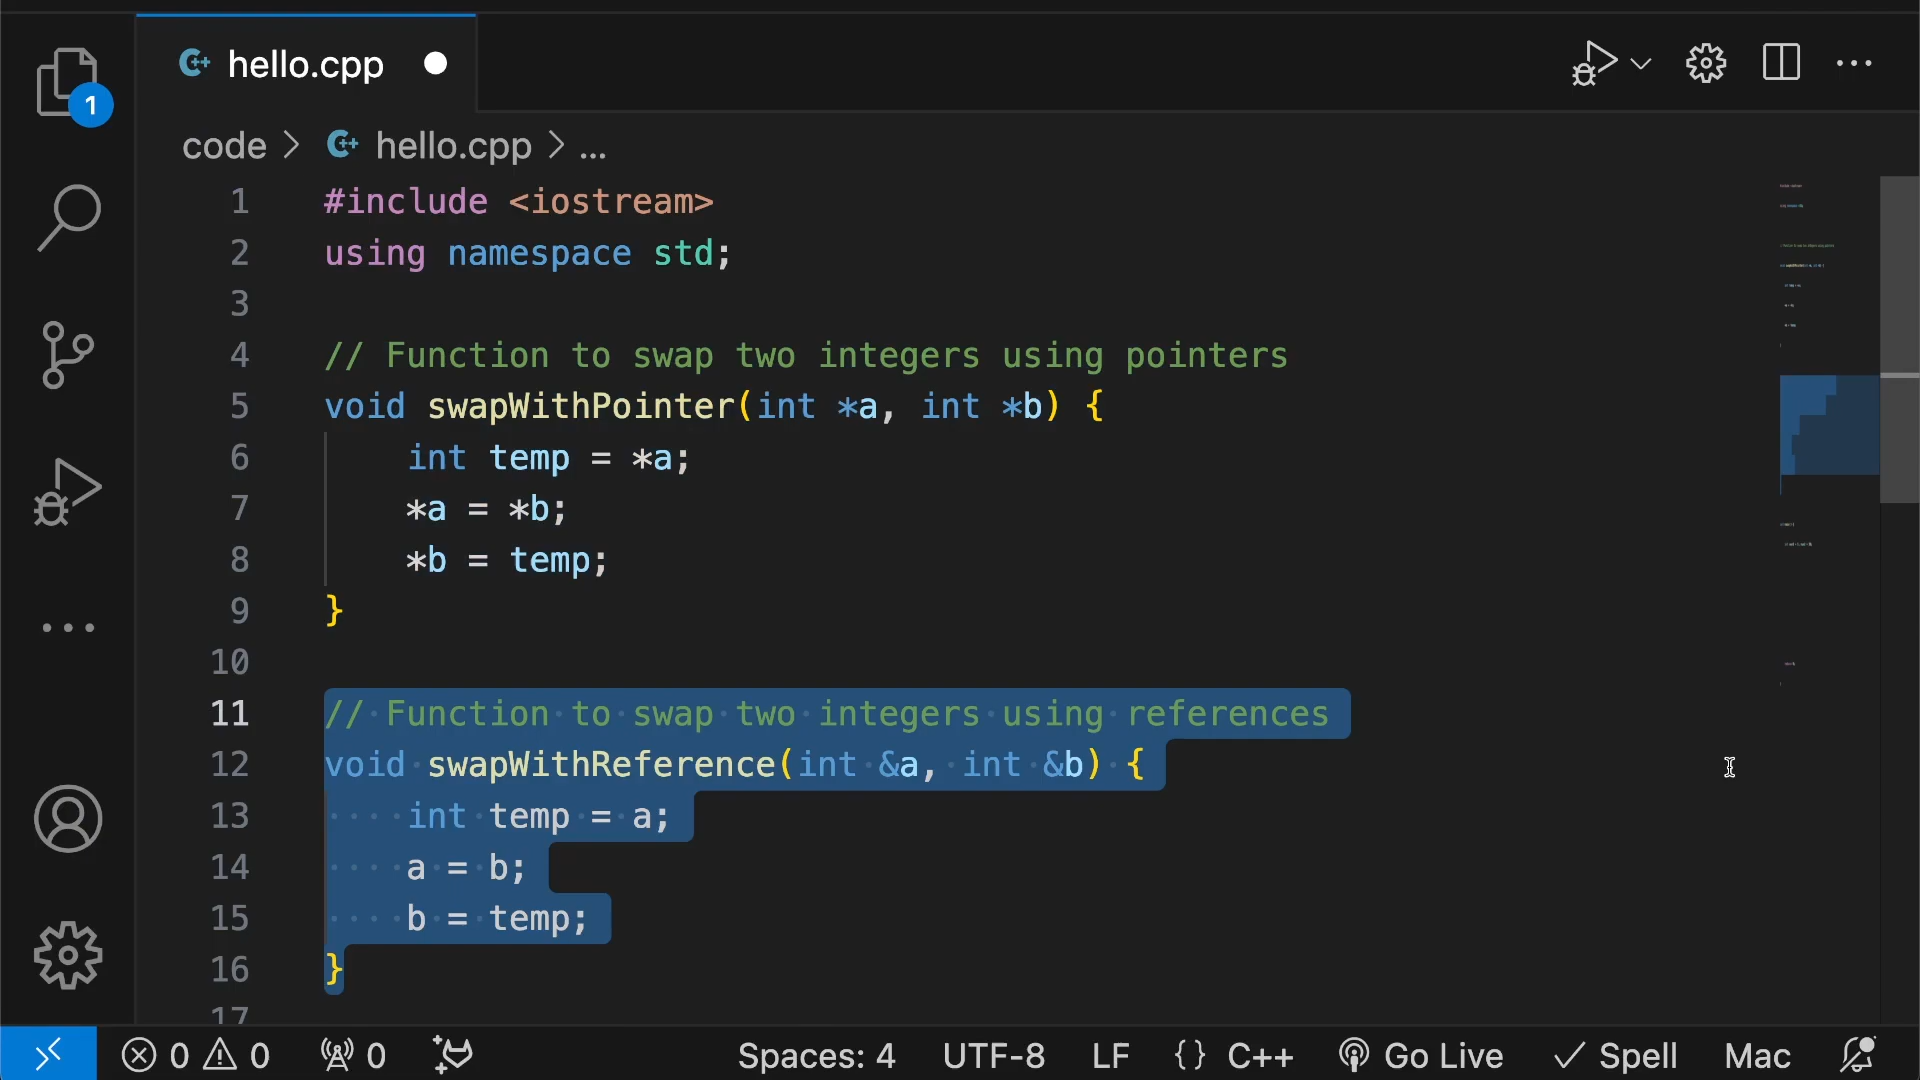 hello.cpp
1
code > hello.cpp > ...
1 #include <iostream>
2 using namespace std;
3
4 // Function to swap two integers using pointers
5 void swapWithPointer(int *a, int *b) {
6     int temp = *a;
7     *a = *b;
8     *b = temp;
9 }
10
11 // Function to swap two integers using references
12 void swapWithReference(int &a, int &b) {
13     int temp = a;
14     a = b;
15     b = temp;
16 }
17
0 0 0 Spaces: 4 UTF-8 LF {} C++ Go Live Spell Mac